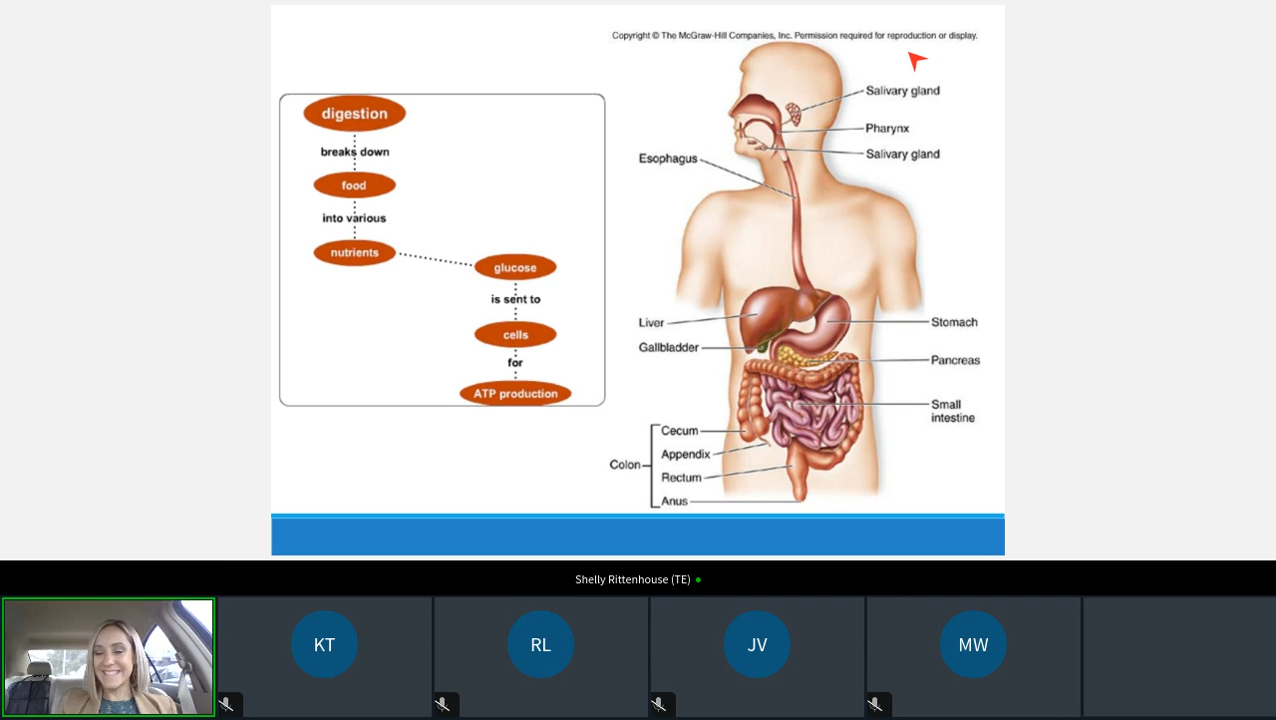 Copyright © The McGraw-Hill Companies, Inc. Permission required for reproduction or display.
digestion
breaks down
food
into various
nutrients
glucose
is sent to
cells
for
ATP production
Salivary gland
Pharynx
Salivary gland
Esophagus
Liver
Gallbladder
Stomach
Pancreas
Small
intestine
Colon
Cecum
Appendix
Rectum
Anus
Shelly Rittenhouse (TE)
KT
RL
JV
MW